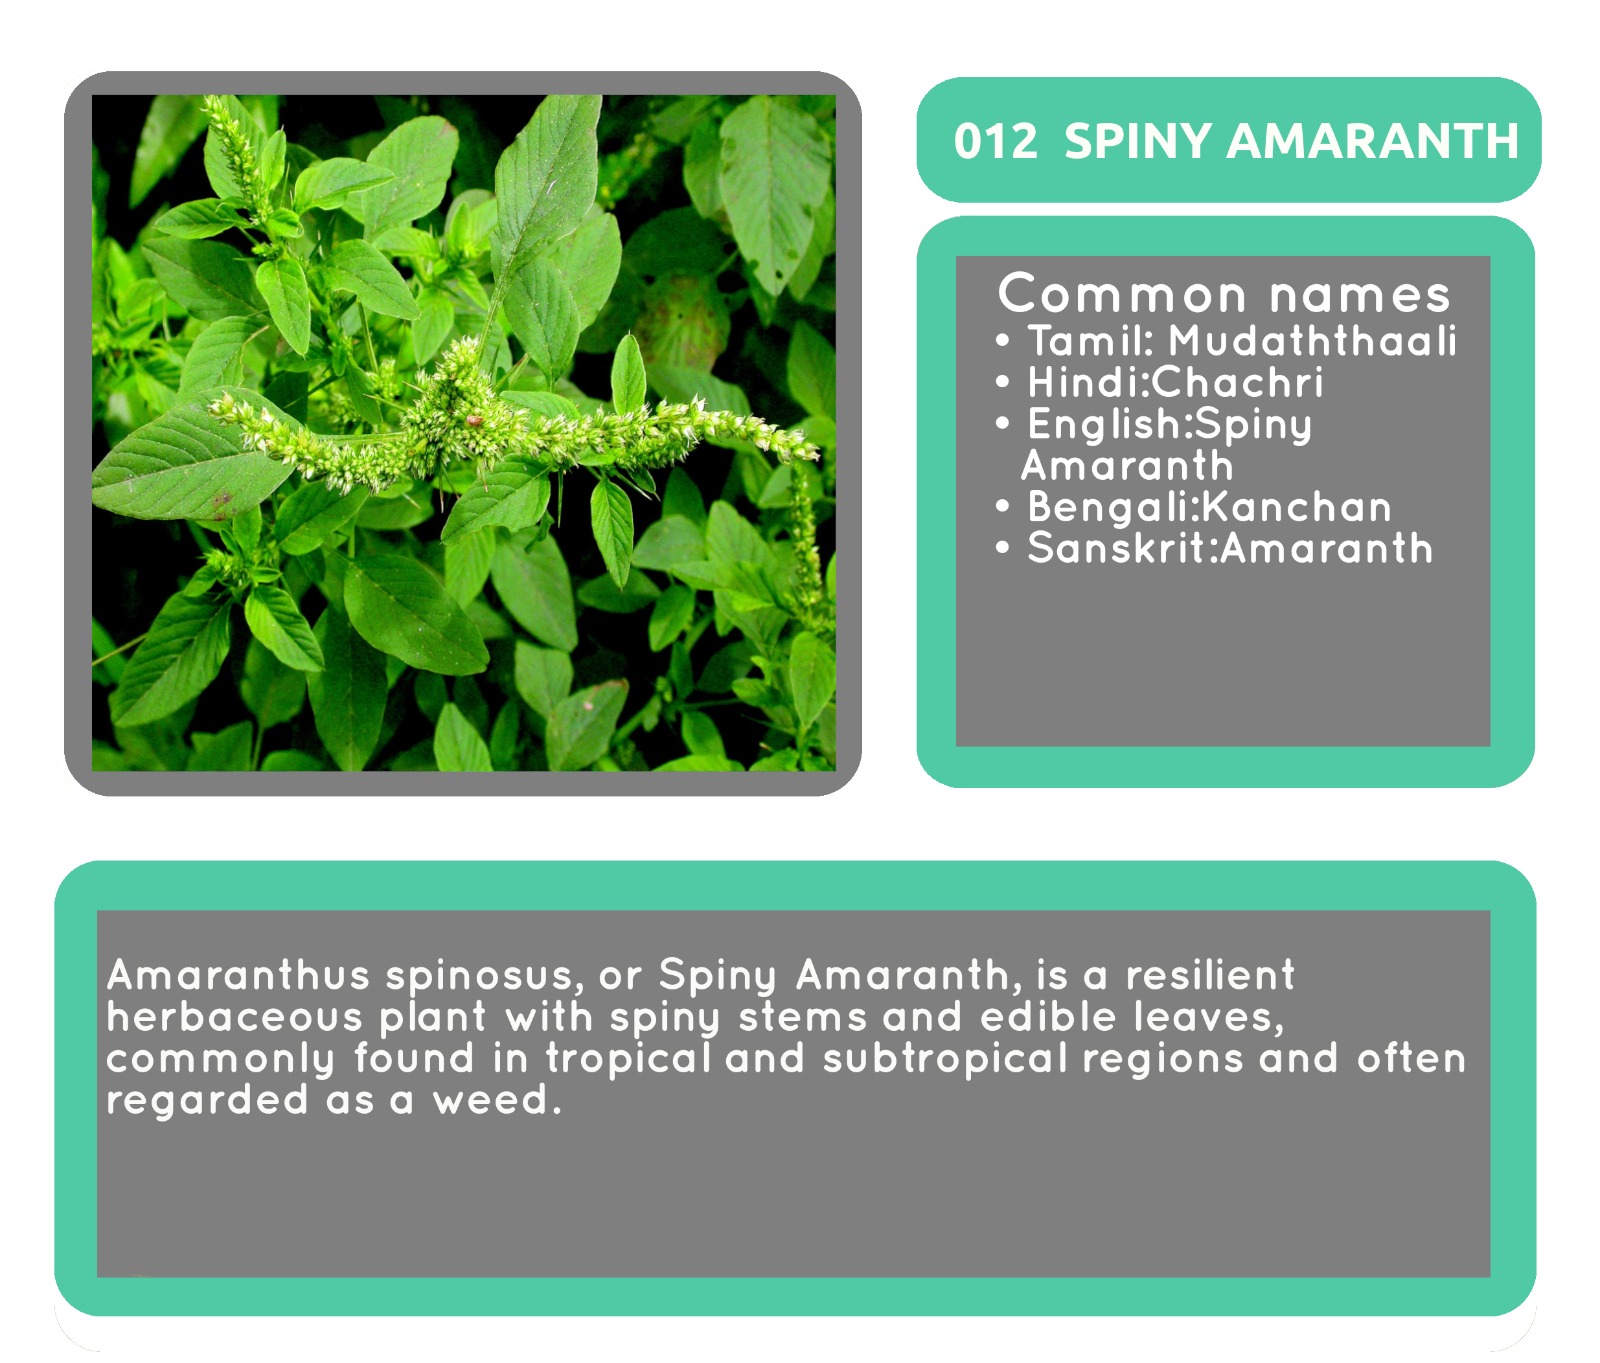 012 SPINY AMARANTH
Common names
• Tamil: Mudaththaali
• Hindi:Chachri
• English:Spiny
Amaranth
• Bengali:Kanchan
• Sanskrit:Amaranth
Amaranthus spinosus, or Spiny Amaranth, is a resilient
herbaceous plant with spiny stems and edible leaves,
commonly found in tropical and subtropical regions and often
regarded as a weed.